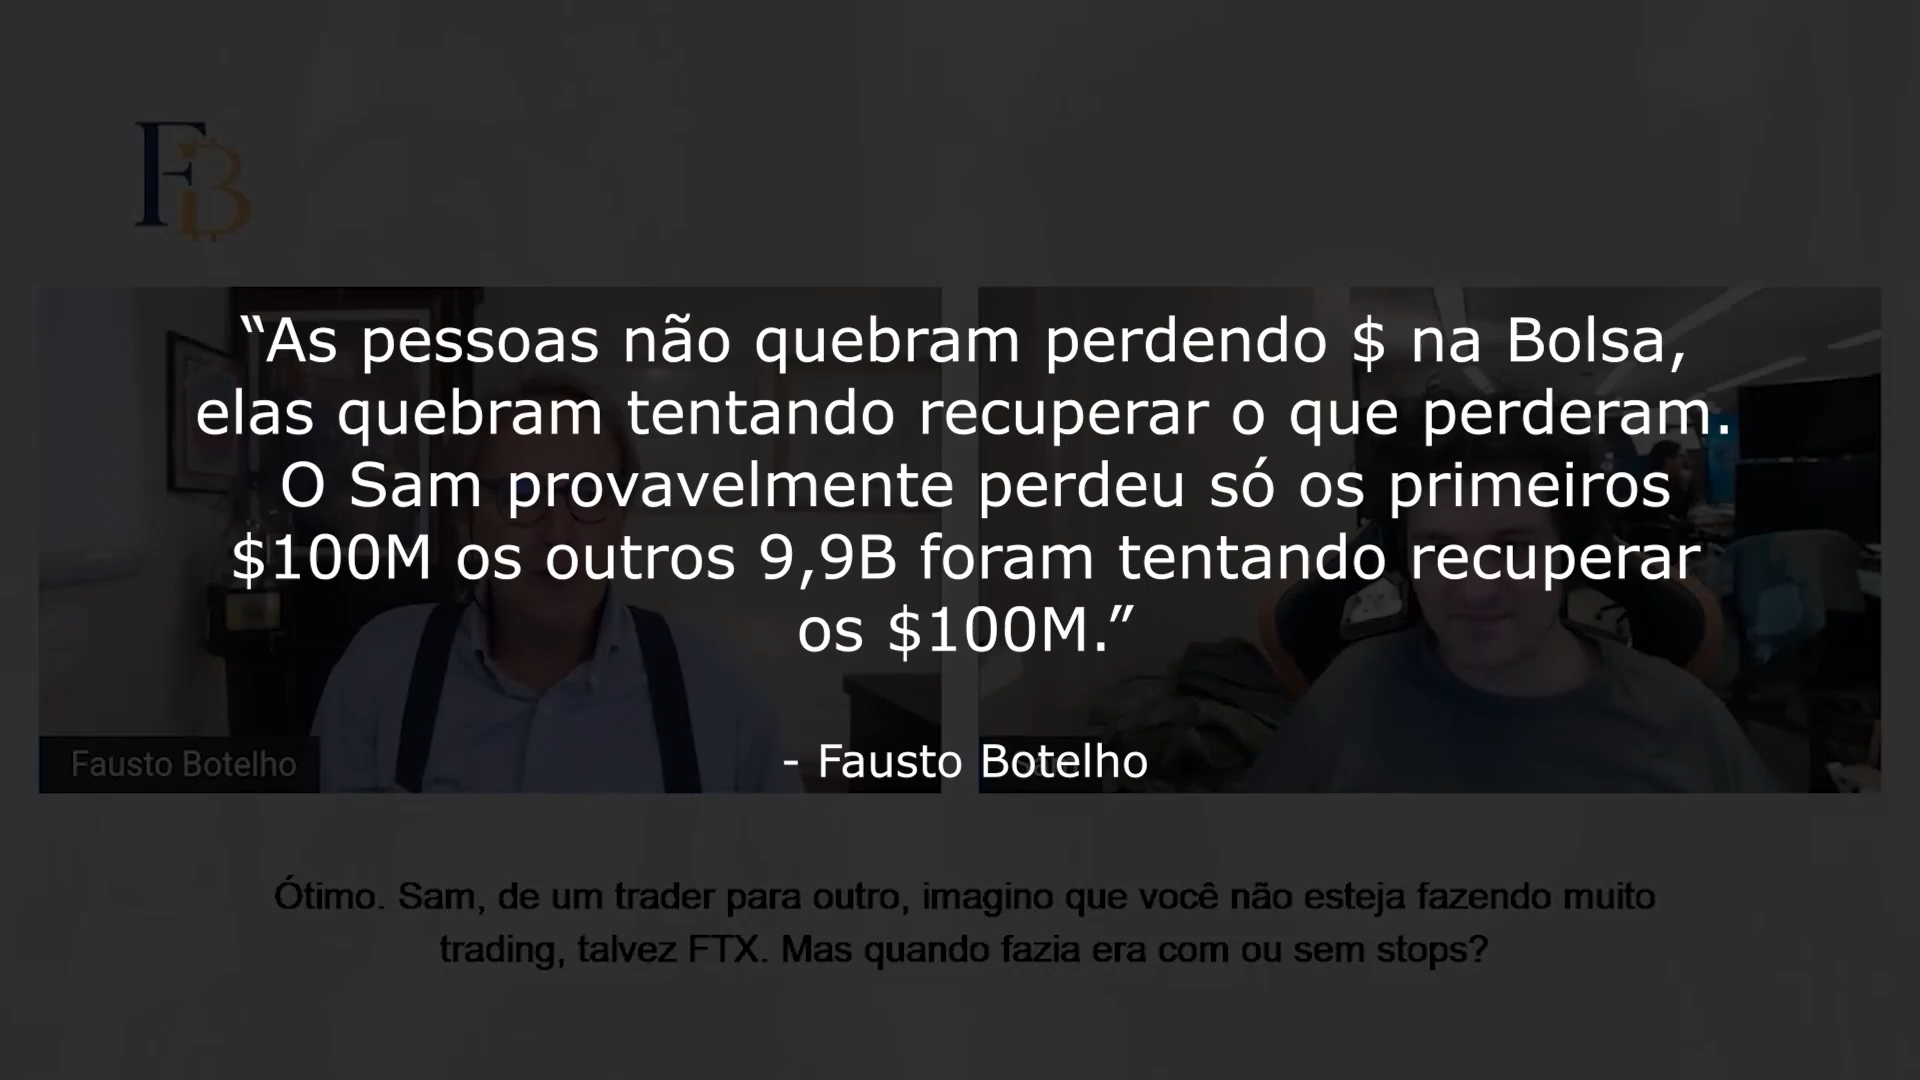 FB
“As pessoas não quebram perdendo $ na Bolsa,
elas quebram tentando recuperar o que perderam.
O Sam provavelmente perdeu só os primeiros
$100M os outros 9,9B foram tentando recuperar
os $100M.”
Fausto Botelho
- Fausto Botelho
Ótimo. Sam, de um trader para outro, imagino que você não esteja fazendo muito
trading, talvez FTX. Mas quando fazia era com ou sem stops?